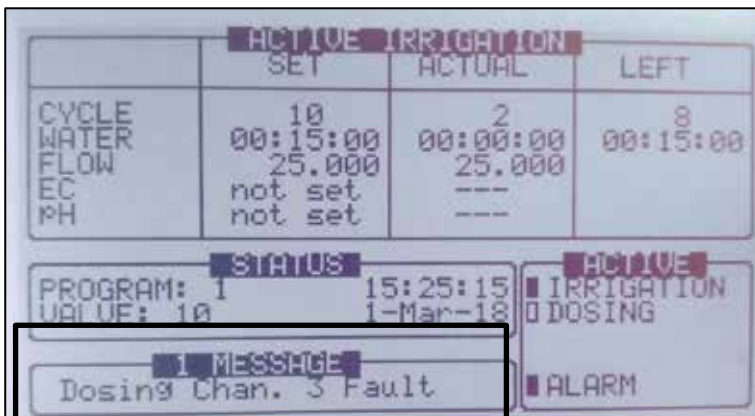 ACTIVE IRRIGATION
SET ACTUAL LEFT
CYCLE 10 2 8
WATER 00:15:00 00:00:00 00:15:00
FLOW 25.000 25.000
EC not set ---
pH not set ---
STATUS
PROGRAM: 1 15:25:15
VALVE: 10 1-Mar-18
ACTIVE
IRRIGATION
DOSING
ALARM
1 MESSAGE
Dosing Chan. 3 Fault